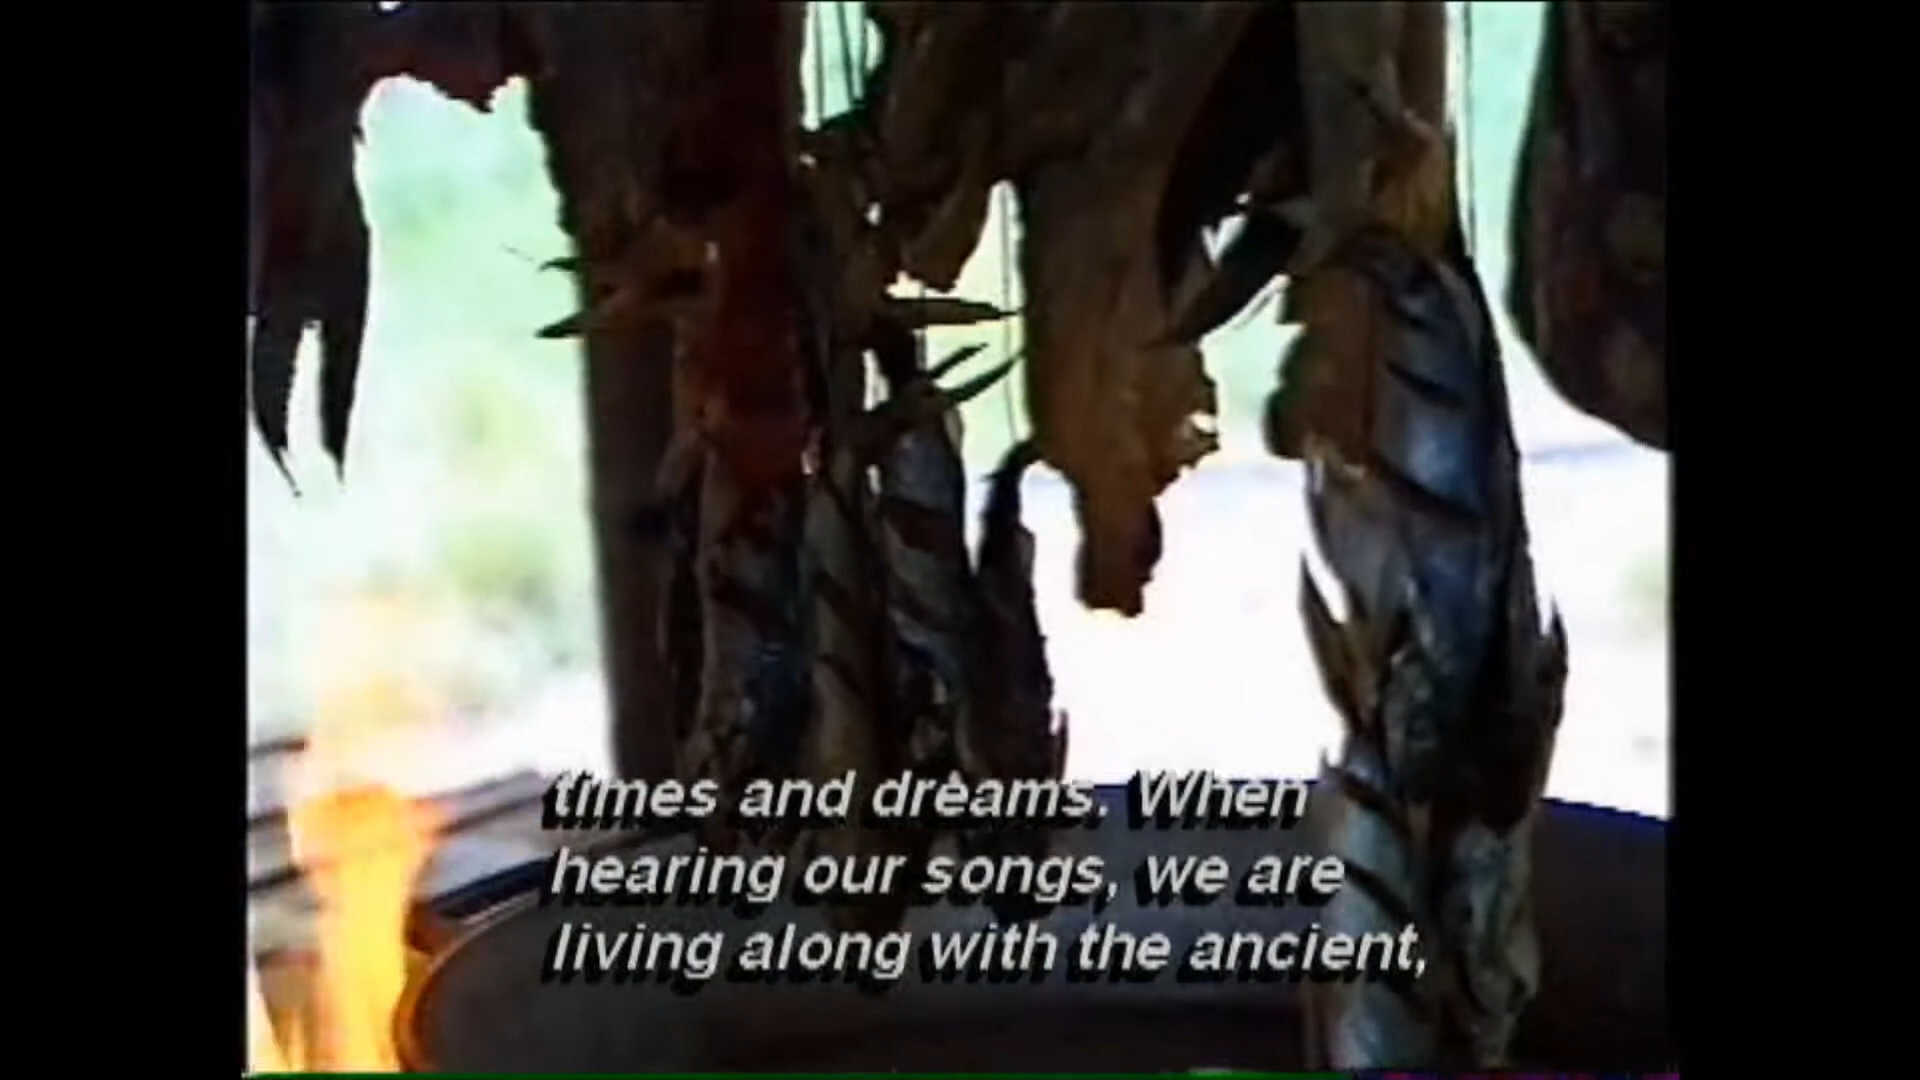 times and dreams. When
hearing our songs, we are
living along with the ancient,